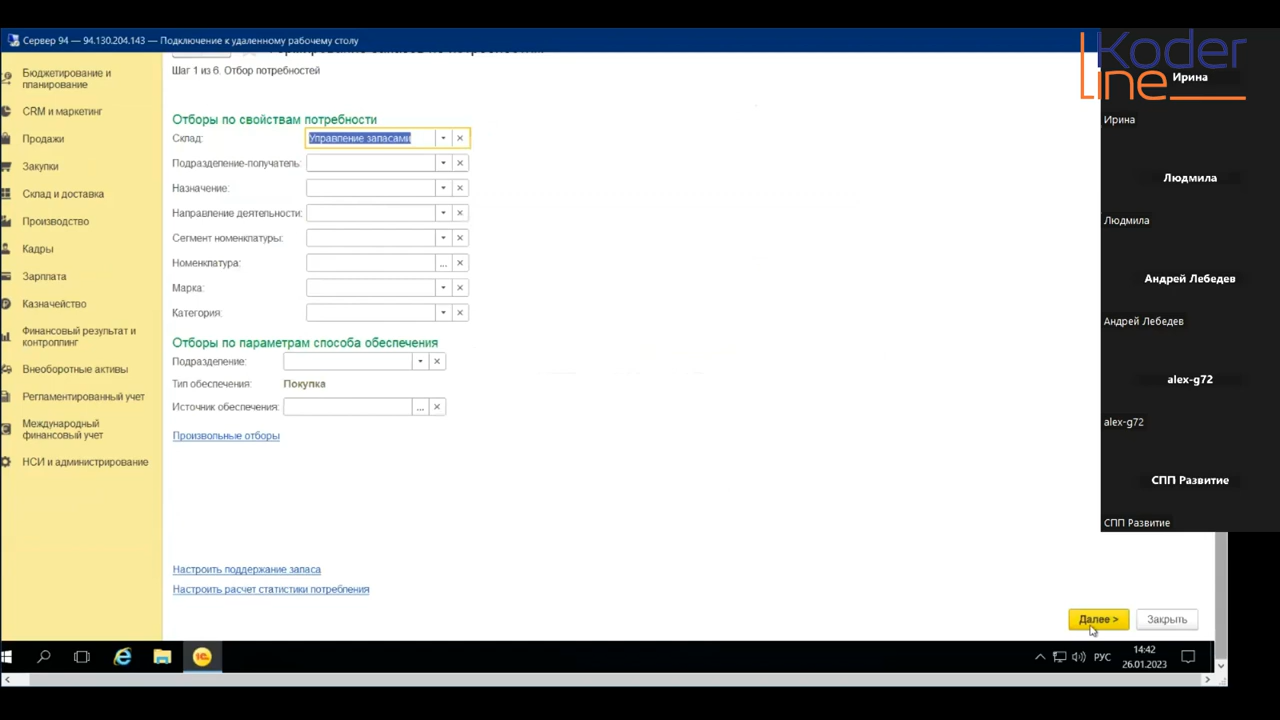 Сервер 94 — 94.130.204.143 — Подключение к удаленному рабочему столу
Koder
line
Бюджетирование и
планирование
CRM и маркетинг
Продажи
Закупки
Склад и доставка
Производство
Кадры
Зарплата
Казначейство
Финансовый результат и
контроллинг
Внеоборотные активы
Регламентированный учет
Международный
финансовый учет
НСИ и администрирование
Шаг 1 из 6. Отбор потребностей
Отборы по свойствам потребности
Склад: Управление запасами
Подразделение-получатель:
Назначение:
Направление деятельности:
Сегмент номенклатуры:
Номенклатура: ...
Марка:
Категория:
Отборы по параметрам способа обеспечения
Подразделение:
Тип обеспечения: Покупка
Источник обеспечения: ...
Произвольные отборы
Настроить поддержание запаса
Настроить расчет статистики потребления
Далее >
Закрыть
Ирина
Ирина
Людмила
Людмила
Андрей Лебедев
Андрей Лебедев
alex-g72
alex-g72
СПП Развитие
СПП Развитие
РУС
14:42
26.01.2023